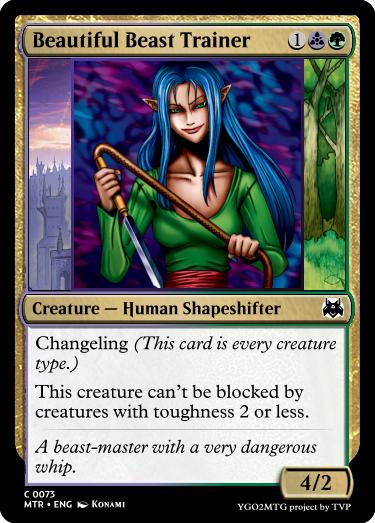 Beautiful Beast Trainer 1
Creature — Human Shapeshifter
Changeling (This card is every creature
type.)
This creature can't be blocked by
creatures with toughness 2 or less.
A beast-master with a very dangerous
whip.
4/2
C 0073
MTR • ENG Konami
YGO2MTG project by TVP